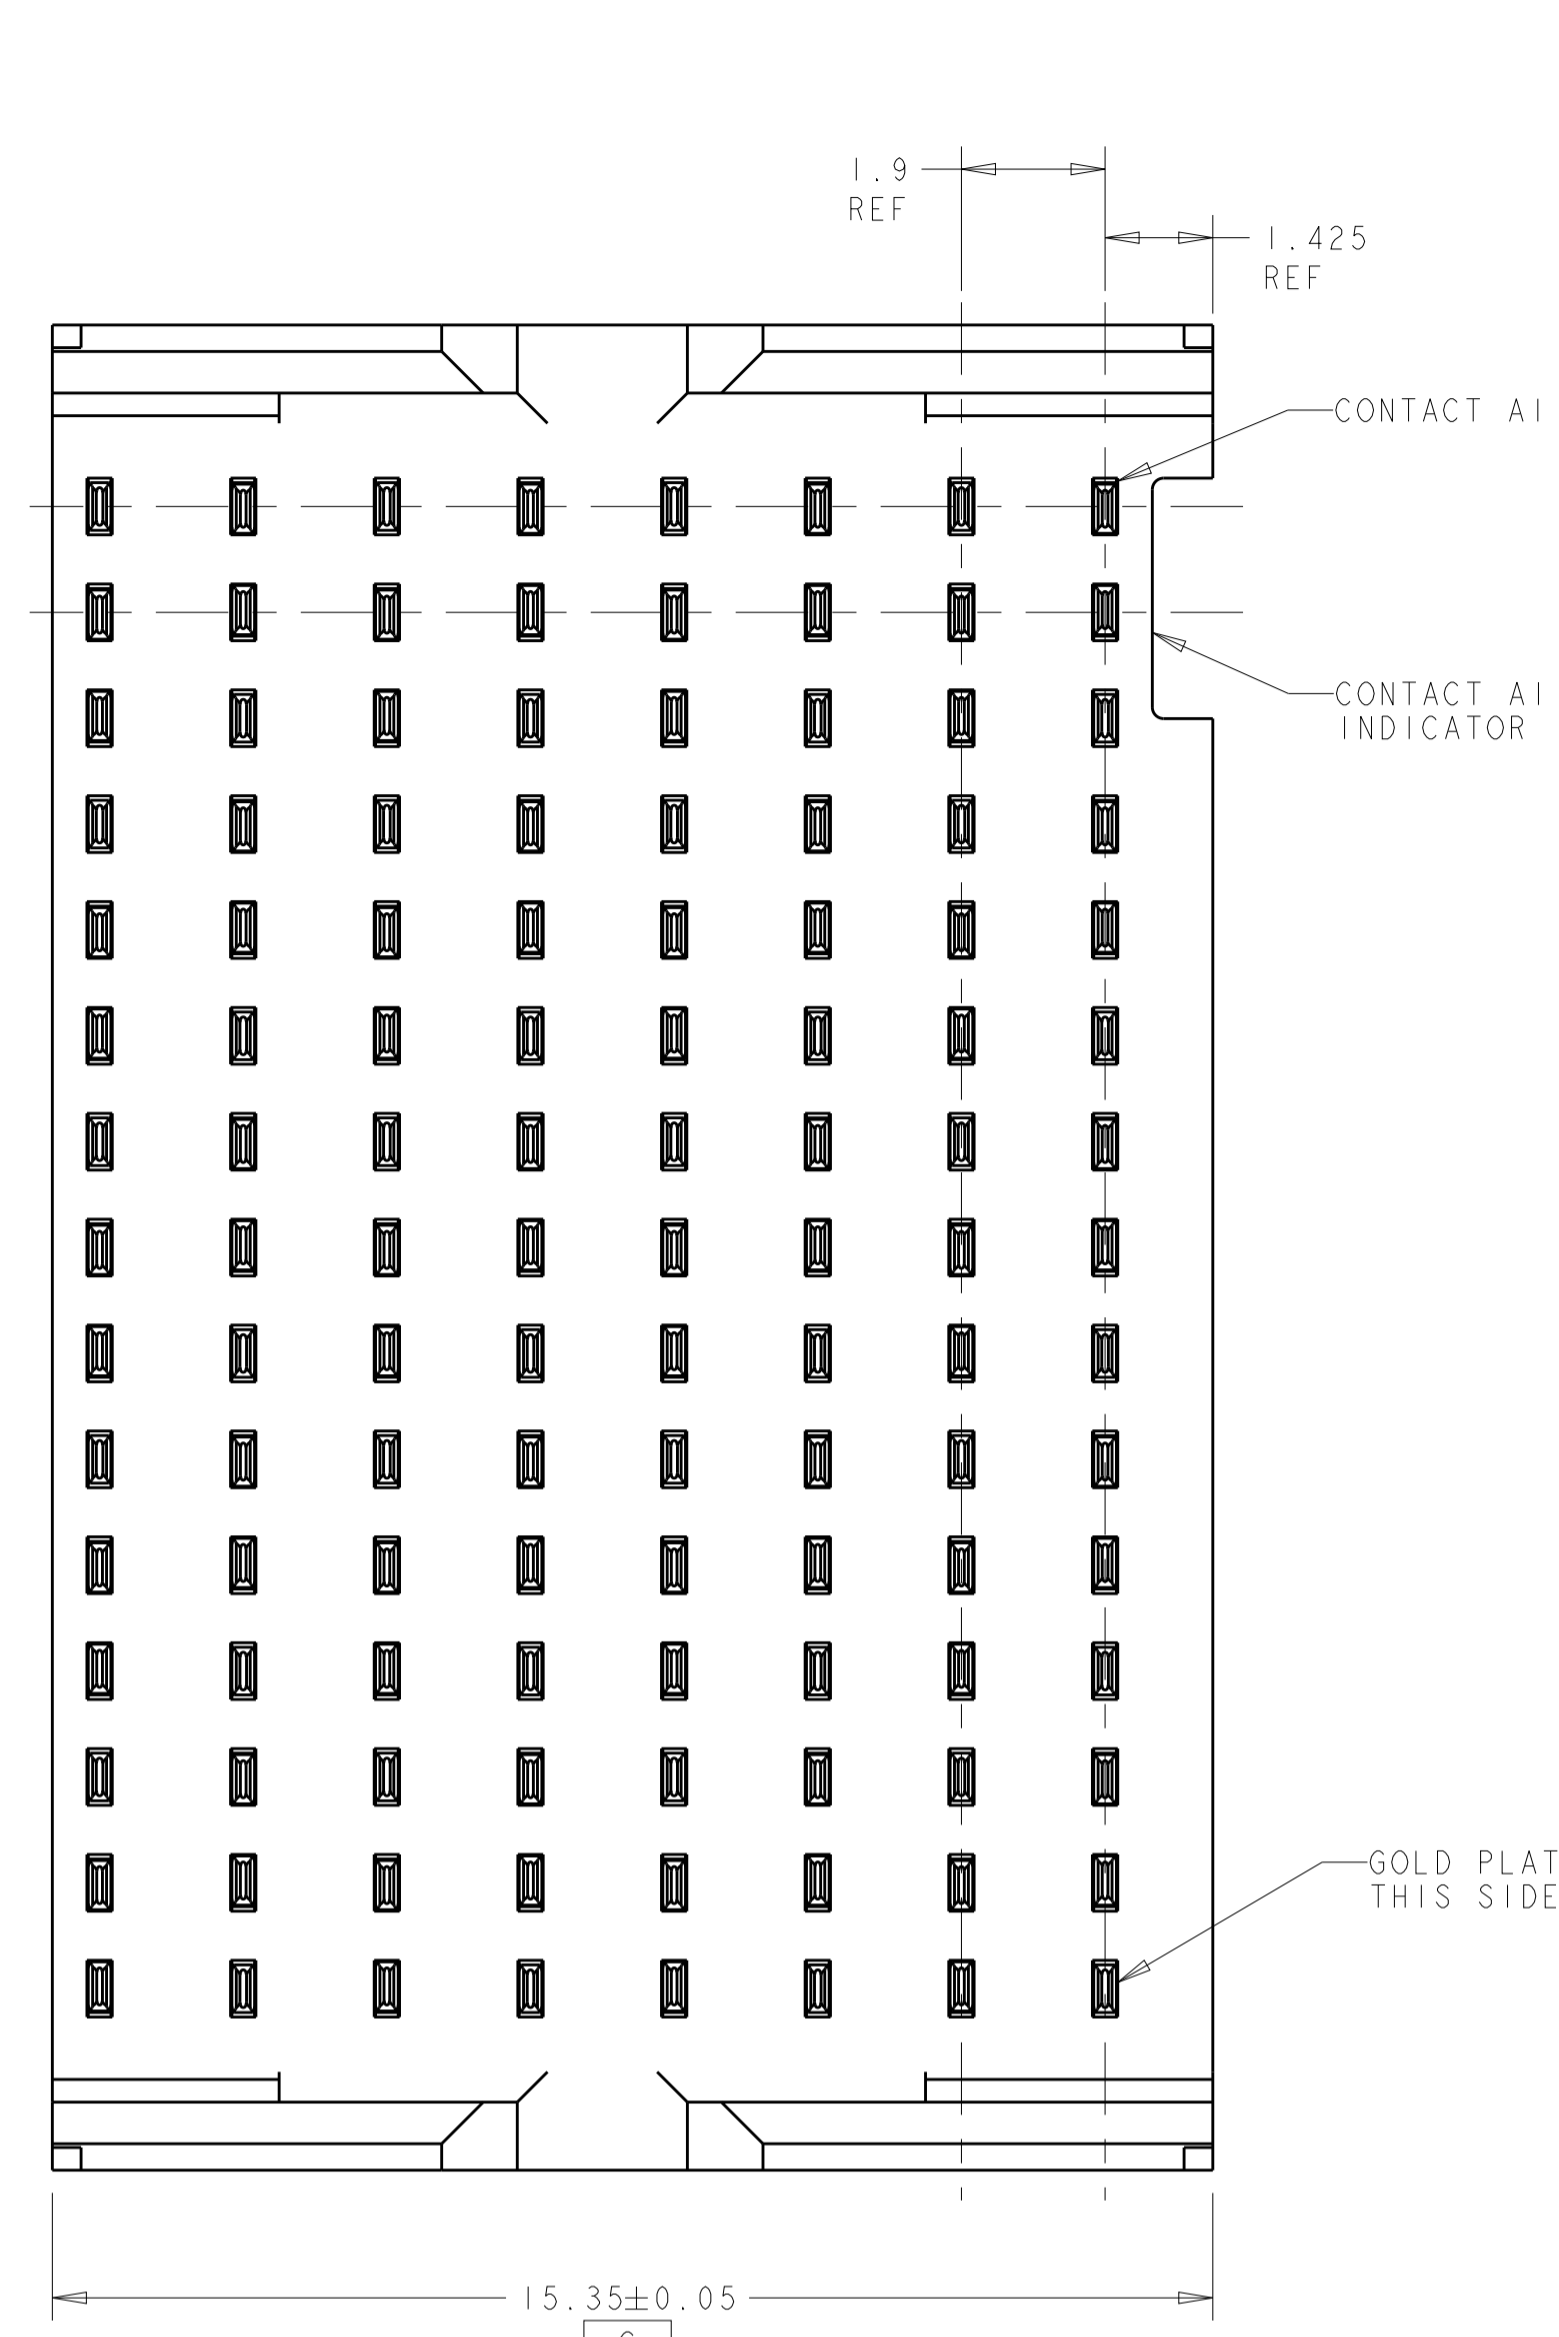 1.9
REF
1.425
REF
CONTACT A1
CONTACT A1
INDICATOR
GOLD PLAT
THIS SIDE
15.35±0.05